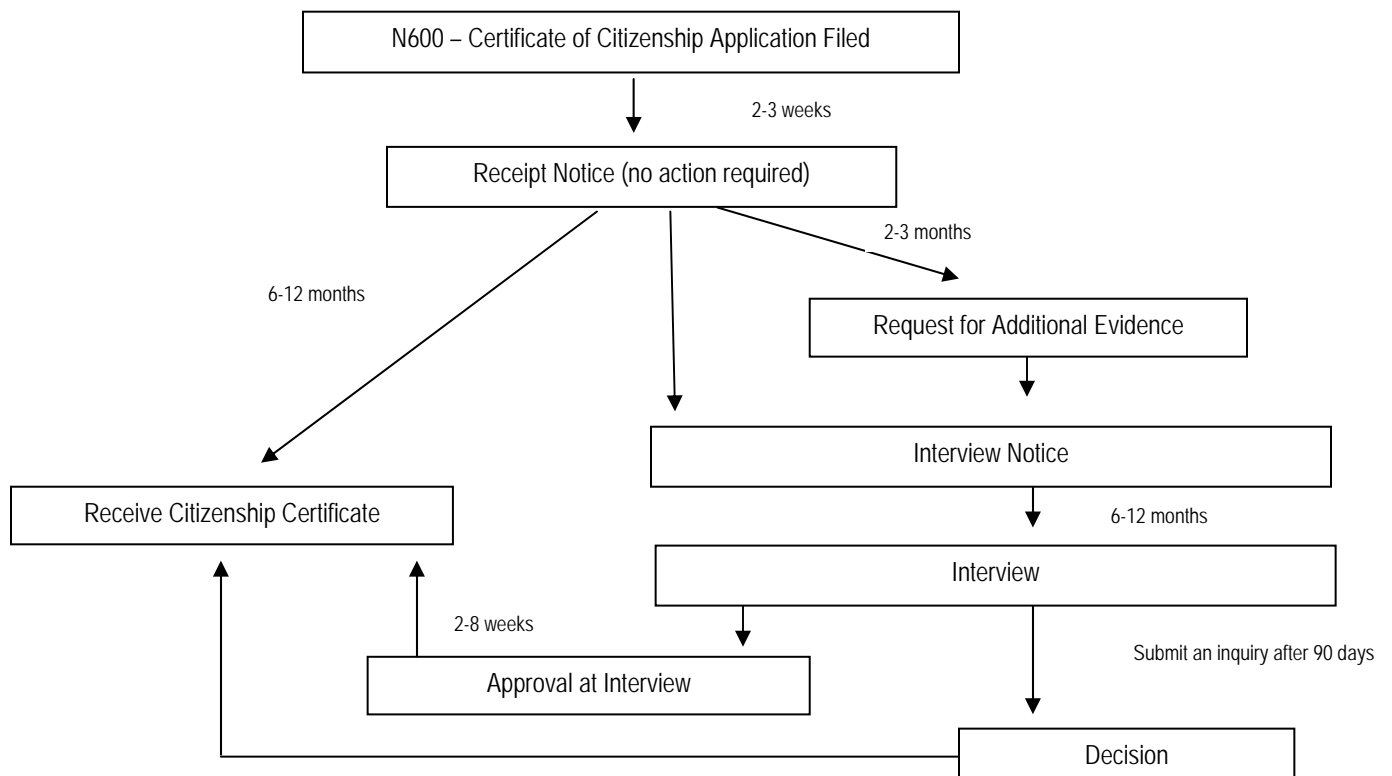 N600 – Certificate of Citizenship Application Filed
2-3 weeks
Receipt Notice (no action required)
2-3 months
6-12 months
Request for Additional Evidence
Interview Notice
Receive Citizenship Certificate
6-12 months
Interview
2-8 weeks
Submit an inquiry after 90 days
Approval at Interview
Decision